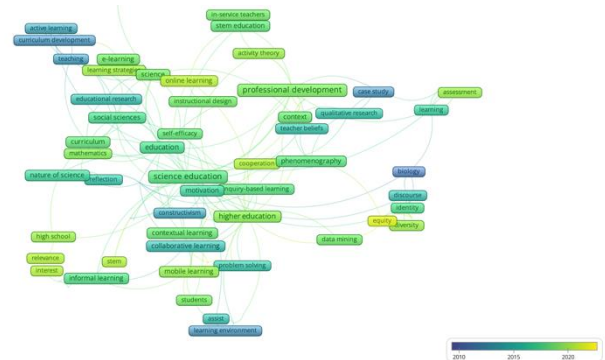 in-service teachers
stem education
active learning
curriculum development
teaching
e-learning
activity theory
learning strategies
science
online learning
professional development
case study
assessment
educational research
instructional design
learning
social sciences
context
qualitative research
teacher beliefs
self-efficacy
curriculum
education
mathematics
cooperation
phenomenography
biology
nature of science
reflection
science education
motivation
inquiry-based learning
discourse
identity
constructivism
higher education
equity
diversity
high school
contextual learning
data mining
collaborative learning
relevance
stem
interest
mobile learning
problem solving
informal learning
students
assist
learning environment
2010 2015 2020